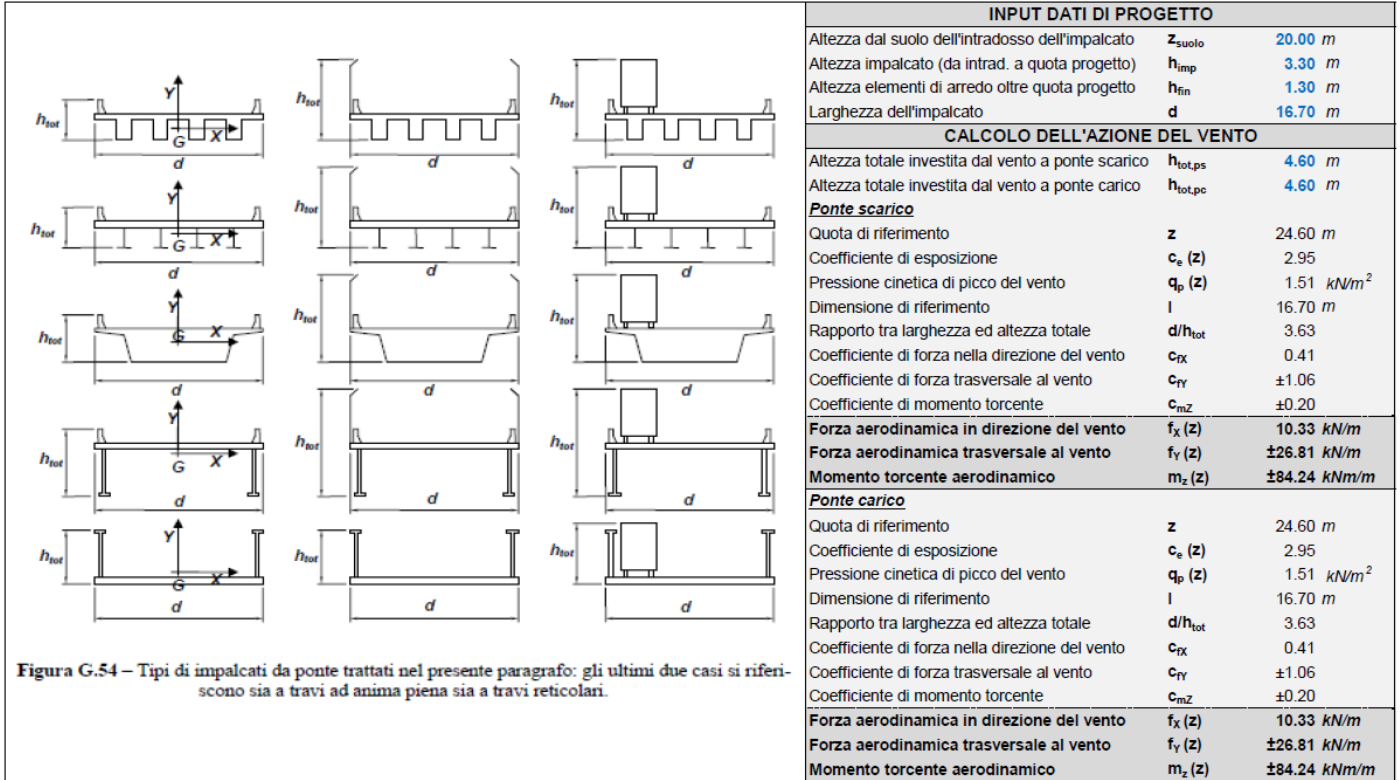 h_tot
Y
G
X
d
h_tot
d
h_tot
d
h_tot
Y
G
X
d
h_tot
d
h_tot
d
h_tot
Y
G
X
d
h_tot
d
h_tot
d
h_tot
Y
G
X
d
h_tot
d
h_tot
d
h_tot
Y
G
X
d
h_tot
d
h_tot
d
Figura G.54 – Tipi di impalcati da ponte trattati nel presente paragrafo: gli ultimi due casi si riferi-
scono sia a travi ad anima piena sia a travi reticolari.
INPUT DATI DI PROGETTO
Altezza dal suolo dell'intradosso dell'impalcato z_suolo 20.00 m
Altezza impalcato (da intrad. a quota progetto) h_imp 3.30 m
Altezza elementi di arredo oltre quota progetto h_fin 1.30 m
Larghezza dell'impalcato d 16.70 m
CALCOLO DELL'AZIONE DEL VENTO
Altezza totale investita dal vento a ponte scarico h_tot,ps 4.60 m
Altezza totale investita dal vento a ponte carico h_tot,pc 4.60 m
Ponte scarico
Quota di riferimento z 24.60 m
Coefficiente di esposizione c_e (z) 2.95
Pressione cinetica di picco del vento q_p (z) 1.51 kN/m²
Dimensione di riferimento l 16.70 m
Rapporto tra larghezza ed altezza totale d/h_tot 3.63
Coefficiente di forza nella direzione del vento c_fX 0.41
Coefficiente di forza trasversale al vento c_fY ±1.06
Coefficiente di momento torcente c_mZ ±0.20
Forza aerodinamica in direzione del vento f_X (z) 10.33 kN/m
Forza aerodinamica trasversale al vento f_Y (z) ±26.81 kN/m
Momento torcente aerodinamico m_z (z) ±84.24 kNm/m
Ponte carico
Quota di riferimento z 24.60 m
Coefficiente di esposizione c_e (z) 2.95
Pressione cinetica di picco del vento q_p (z) 1.51 kN/m²
Dimensione di riferimento l 16.70 m
Rapporto tra larghezza ed altezza totale d/h_tot 3.63
Coefficiente di forza nella direzione del vento c_fX 0.41
Coefficiente di forza trasversale al vento c_fY ±1.06
Coefficiente di momento torcente c_mZ ±0.20
Forza aerodinamica in direzione del vento f_X (z) 10.33 kN/m
Forza aerodinamica trasversale al vento f_Y (z) ±26.81 kN/m
Momento torcente aerodinamico m_z (z) ±84.24 kNm/m